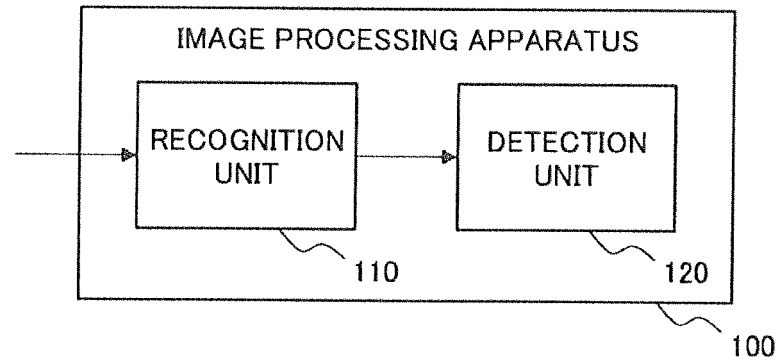 IMAGE PROCESSING APPARATUS
RECOGNITION
UNIT
DETECTION
UNIT
110
120
100